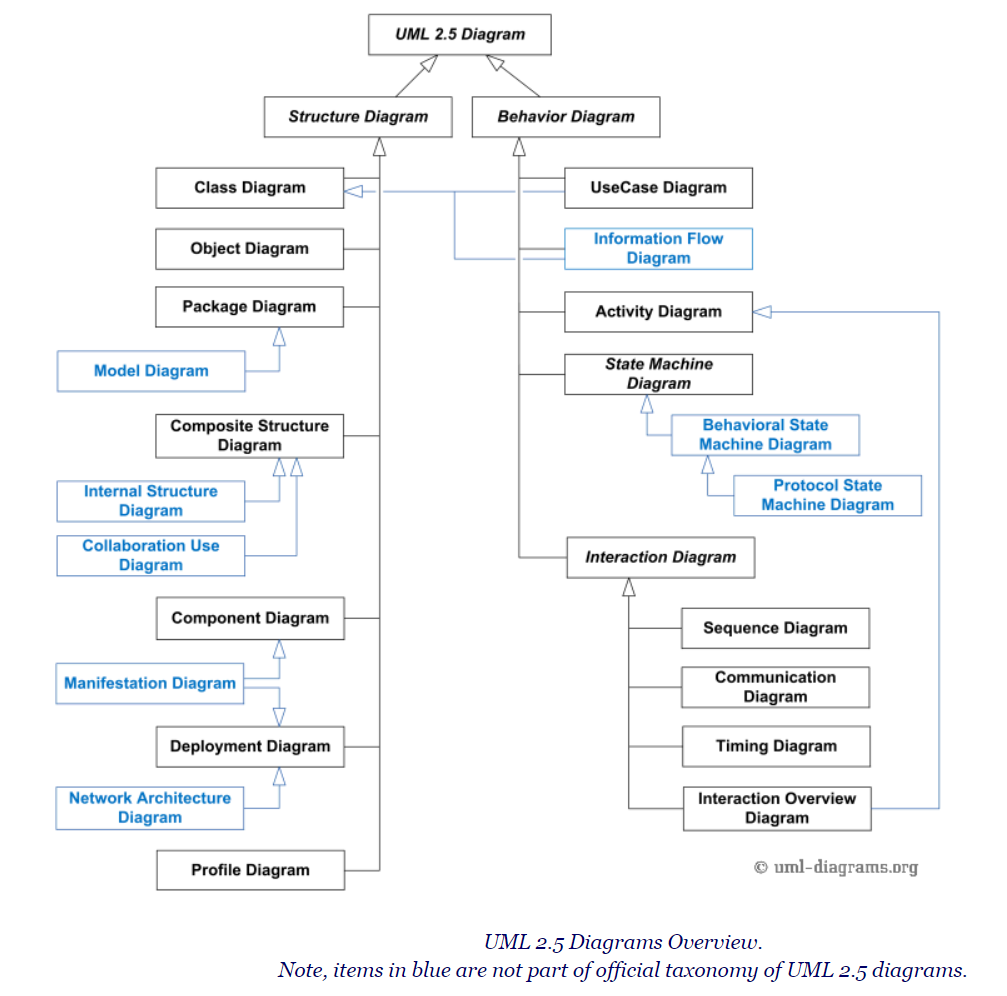 UML 2.5 Diagram
Structure Diagram
Behavior Diagram
Class Diagram
UseCase Diagram
Object Diagram
Information Flow
Diagram
Package Diagram
Activity Diagram
Model Diagram
State Machine
Diagram
Composite Structure
Diagram
Behavioral State
Machine Diagram
Internal Structure
Diagram
Protocol State
Machine Diagram
Collaboration Use
Diagram
Interaction Diagram
Component Diagram
Sequence Diagram
Manifestation Diagram
Communication
Diagram
Deployment Diagram
Timing Diagram
Network Architecture
Diagram
Interaction Overview
Diagram
Profile Diagram
© uml-diagrams.org
UML 2.5 Diagrams Overview.
Note, items in blue are not part of official taxonomy of UML 2.5 diagrams.